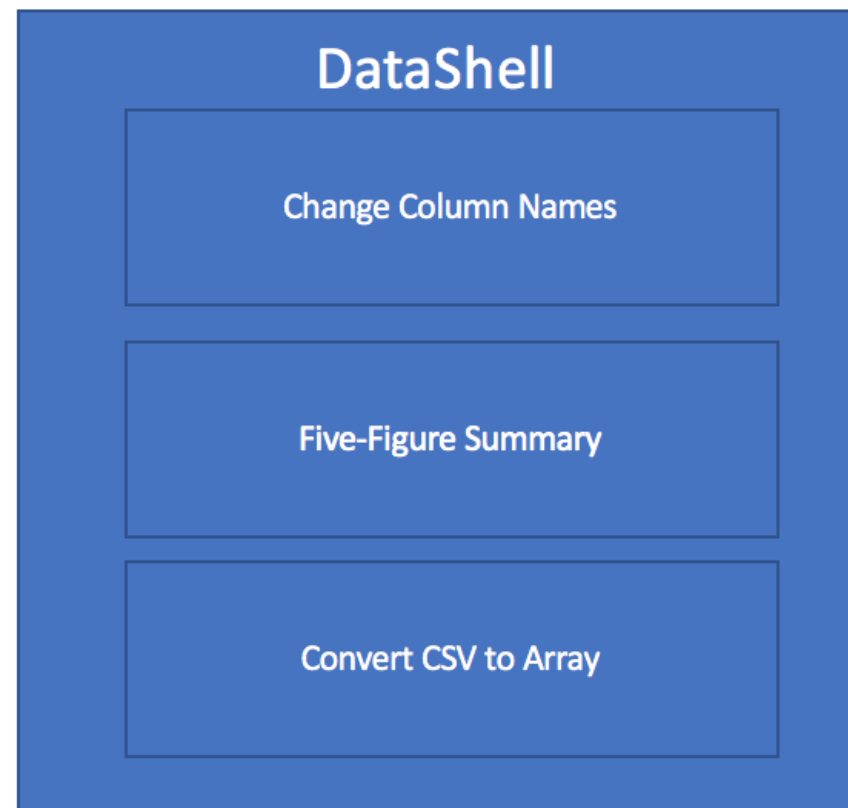 DataShell
Change Column Names
Five-Figure Summary
Convert CSV to Array